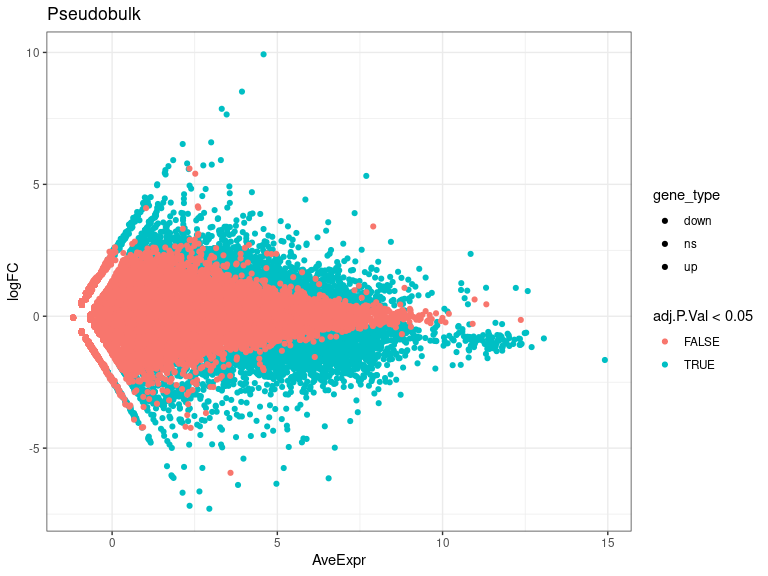 Pseudobulk
10
5
0
-5
logFC
0
5
10
15
AveExpr
gene_type
down
ns
up
adj.P.Val < 0.05
FALSE
TRUE